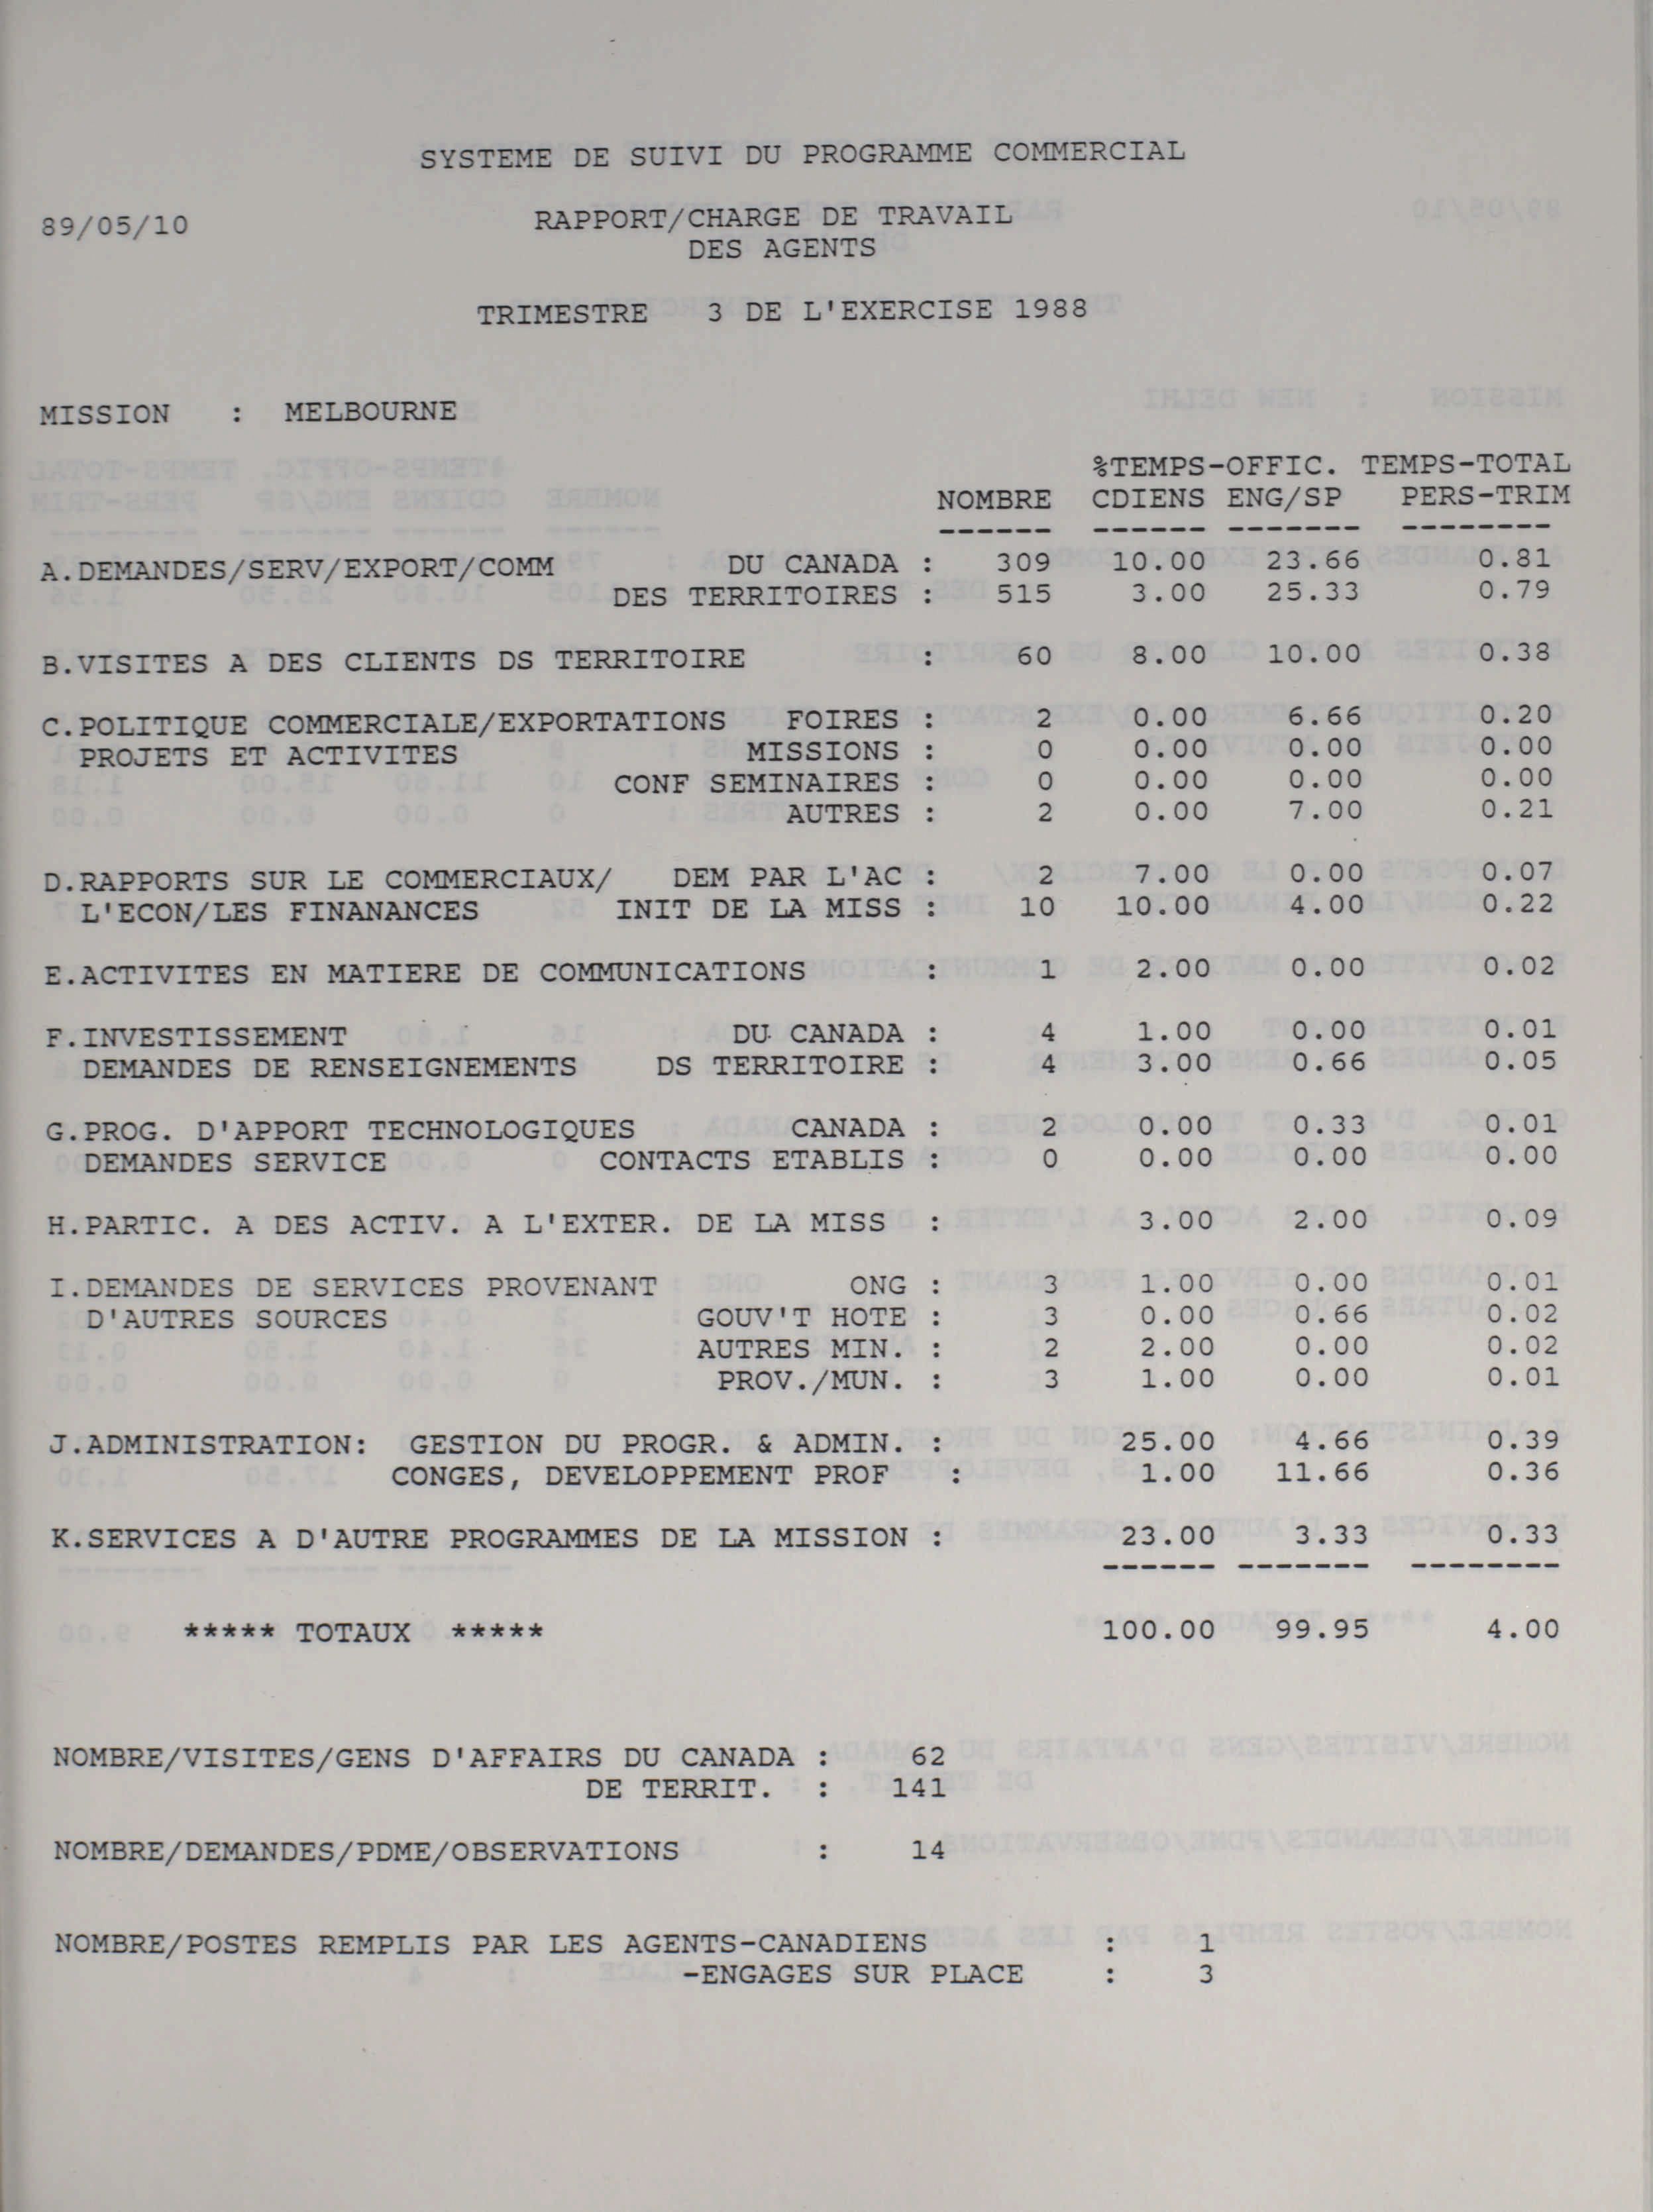 SYSTEME DE SUIVI DU PROGRAMME COMMERCIAL
89/05/10 RAPPORT/CHARGE DE TRAVAIL
DES AGENTS
TRIMESTRE 3 DE L'EXERCISE 1988
MISSION : MELBOURNE
%TEMPS-OFFIC. TEMPS-TOTAL
NOMBRE CDIENS ENG/SP PERS-TRIM
------ ------ ------- --------
A.DEMANDES/SERV/EXPORT/COMM DU CANADA : 309 10.00 23.66 0.81
DES TERRITOIRES : 515 3.00 25.33 0.79
B.VISITES A DES CLIENTS DS TERRITOIRE : 60 8.00 10.00 0.38
C.POLITIQUE COMMERCIALE/EXPORTATIONS FOIRES : 2 0.00 6.66 0.20
PROJETS ET ACTIVITES MISSIONS : 0 0.00 0.00 0.00
CONF SEMINAIRES : 0 0.00 0.00 0.00
AUTRES : 2 0.00 7.00 0.21
D.RAPPORTS SUR LE COMMERCIAUX/ DEM PAR L'AC : 2 7.00 0.00 0.07
L'ECON/LES FINANANCES INIT DE LA MISS : 10 10.00 4.00 0.22
E.ACTIVITES EN MATIERE DE COMMUNICATIONS : 1 2.00 0.00 0.02
F.INVESTISSEMENT DU CANADA : 4 1.00 0.00 0.01
DEMANDES DE RENSEIGNEMENTS DS TERRITOIRE : 4 3.00 0.66 0.05
G.PROG. D'APPORT TECHNOLOGIQUES CANADA : 2 0.00 0.33 0.01
DEMANDES SERVICE CONTACTS ETABLIS : 0 0.00 0.00 0.00
H.PARTIC. A DES ACTIV. A L'EXTER. DE LA MISS : 3.00 2.00 0.09
I.DEMANDES DE SERVICES PROVENANT ONG : 3 1.00 0.00 0.01
D'AUTRES SOURCES GOUV'T HOTE : 3 0.00 0.66 0.02
AUTRES MIN. : 2 2.00 0.00 0.02
PROV./MUN. : 3 1.00 0.00 0.01
J.ADMINISTRATION: GESTION DU PROGR. & ADMIN. : 25.00 4.66 0.39
CONGES, DEVELOPPEMENT PROF : 1.00 11.66 0.36
K.SERVICES A D'AUTRE PROGRAMMES DE LA MISSION : 23.00 3.33 0.33
------ ------- --------
***** TOTAUX ***** 100.00 99.95 4.00
NOMBRE/VISITES/GENS D'AFFAIRS DU CANADA : 62
DE TERRIT. : 141
NOMBRE/DEMANDES/PDME/OBSERVATIONS : 14
NOMBRE/POSTES REMPLIS PAR LES AGENTS-CANADIENS : 1
-ENGAGES SUR PLACE : 3